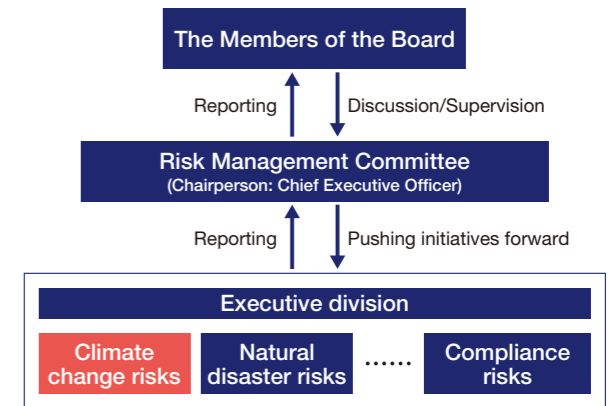 The Members of the Board
Reporting
Discussion/Supervision
Risk Management Committee
(Chairperson: Chief Executive Officer)
Reporting
Pushing initiatives forward
Executive division
Climate
change risks
Natural
disaster risks
......
Compliance
risks